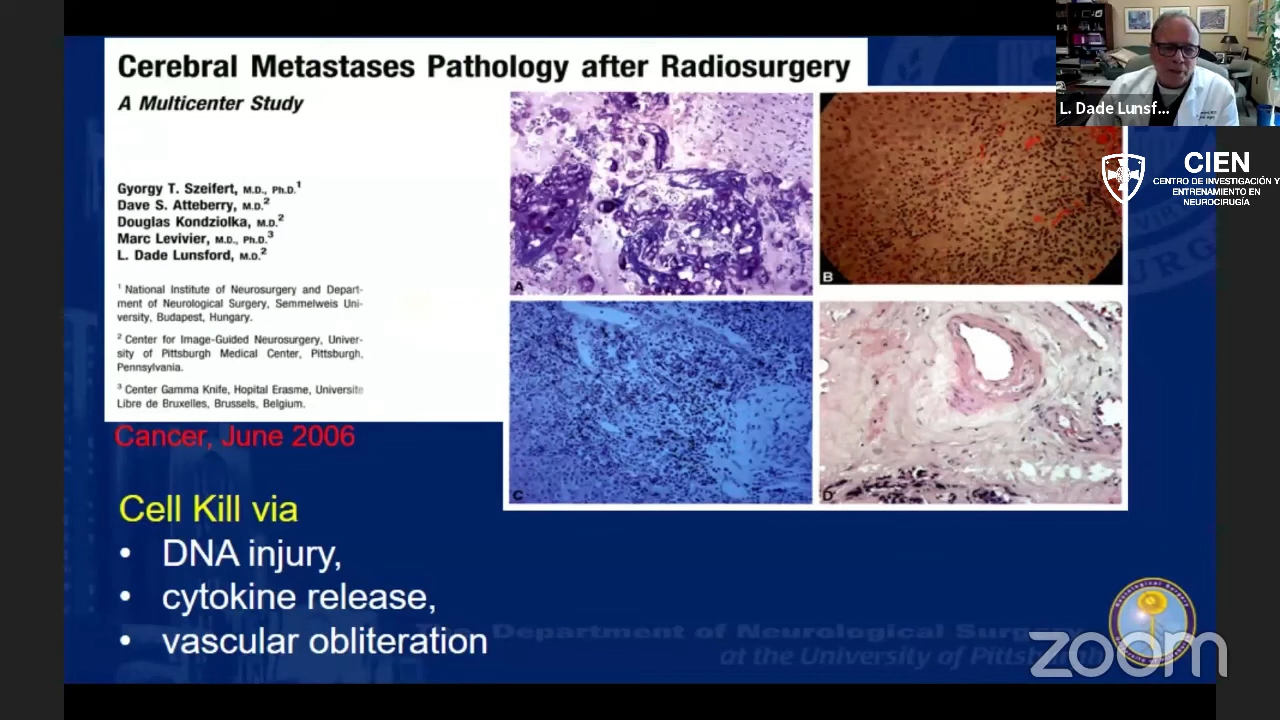 Cerebral Metastases Pathology after Radiosurgery
A Multicenter Study
Gyorgy T. Szeifert, M.D., Ph.D.1
Dave S. Atteberry, M.D.2
Douglas Kondziolka, M.D.2
Marc Levivier, M.D., Ph.D.3
L. Dade Lunsford, M.D.2
1 National Institute of Neurosurgery and Depart-
ment of Neurological Surgery, Semmelweis Uni-
versity, Budapest, Hungary.
2 Center for Image-Guided Neurosurgery, Univer-
sity of Pittsburgh Medical Center, Pittsburgh,
Pennsylvania.
3 Center Gamma Knife, Hopital Erasme, Universite
Libre de Bruxelles, Brussels, Belgium.
Cancer, June 2006
A
B
C
D
Cell Kill via
• DNA injury,
• cytokine release,
• vascular obliteration
The Department of Neurological Surgery
at the University of Pittsburgh
L. Dade Lunsf...
CIEN
CENTRO DE INVESTIGACIÓN Y
ENTRENAMIENTO EN
NEUROCIRUGÍA
zoom